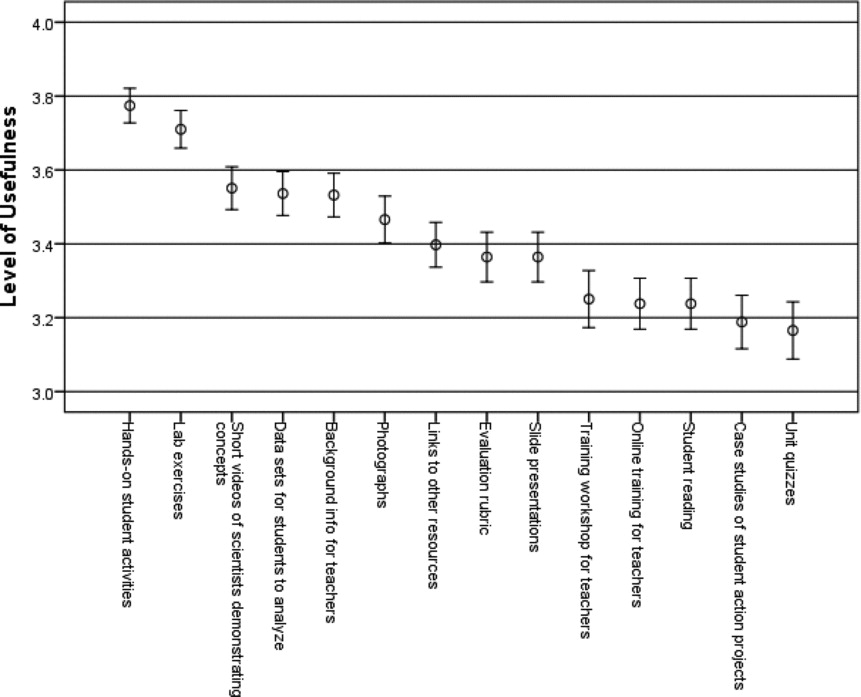 Level of Usefulness
4.0
3.8
3.6
3.4
3.2
3.0
Hands-on student activities
Lab exercises
Short videos of scientists demonstrating
concepts
Data sets for students to analyze
Background info for teachers
Photographs
Links to other resources
Evaluation rubric
Slide presentations
Training workshop for teachers
Online training for teachers
Student reading
Case studies of student action projects
Unit quizzes